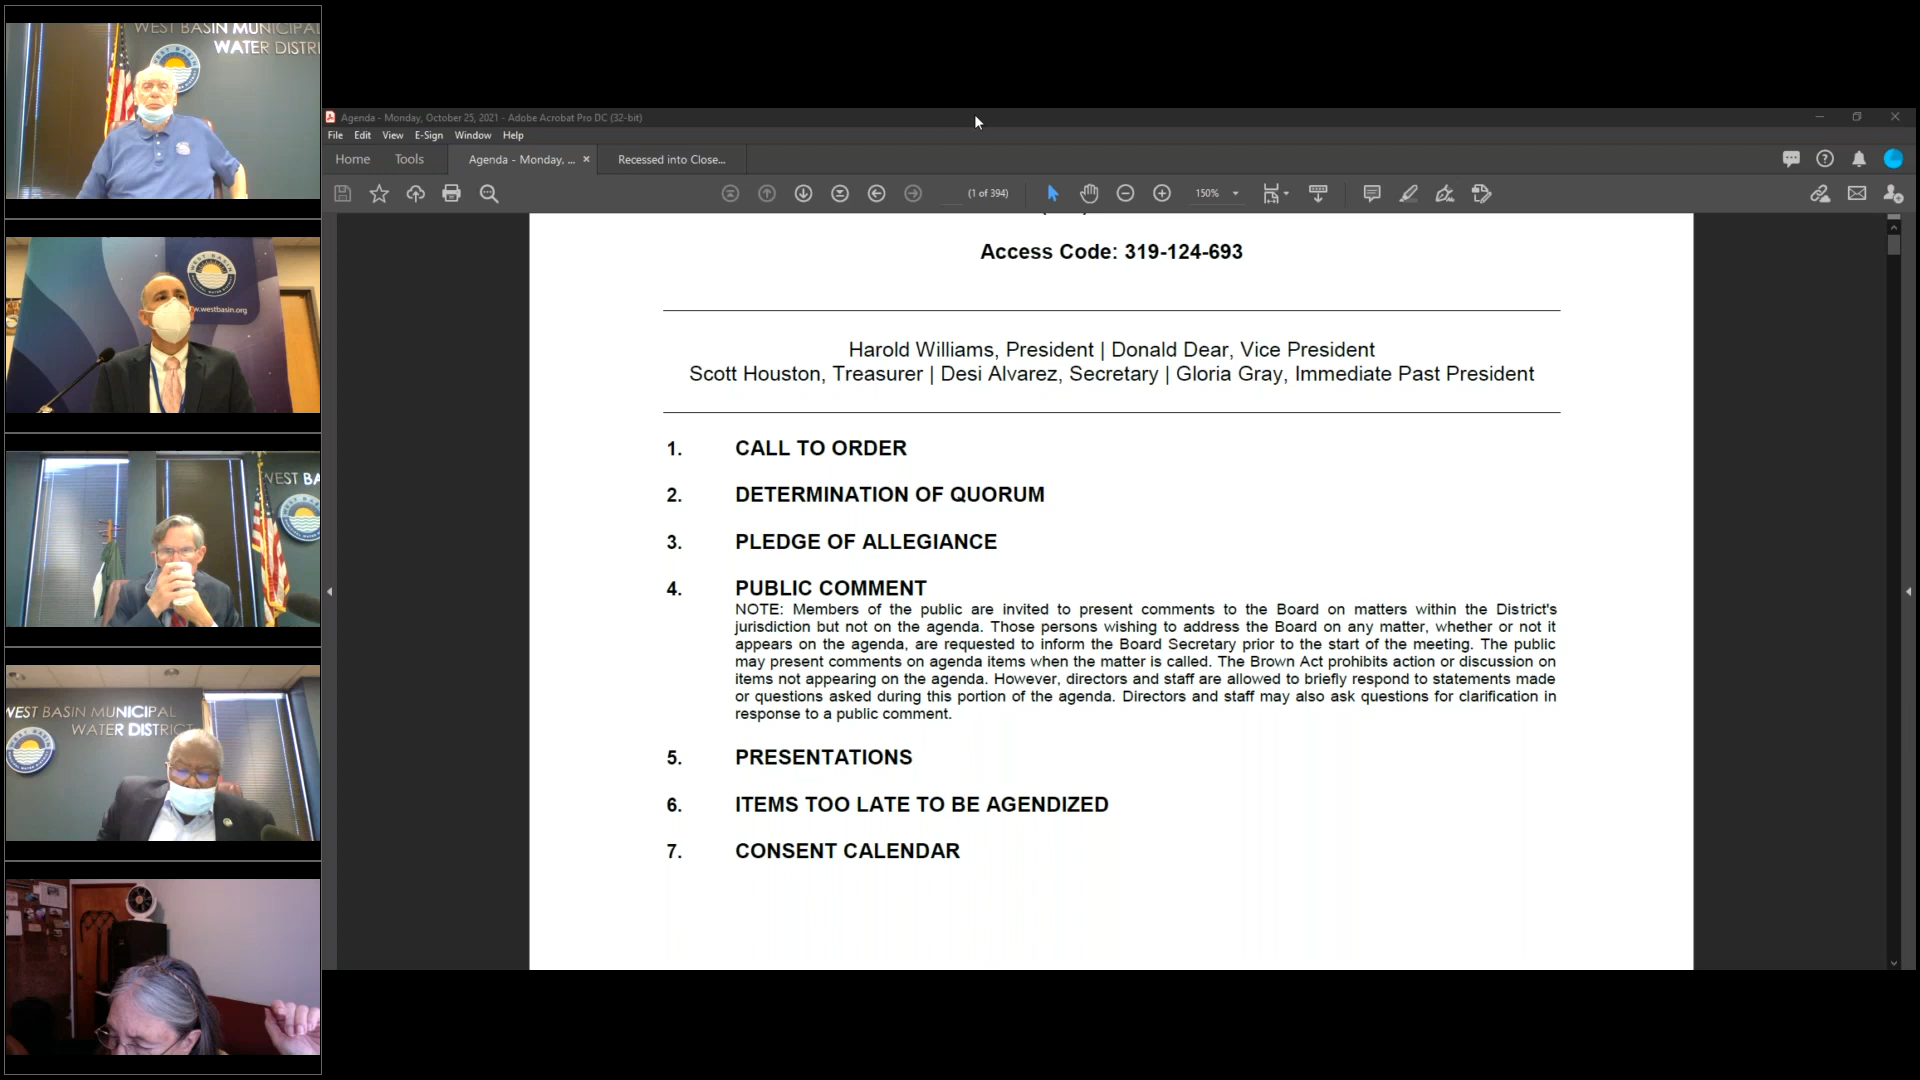 WEST BASIN MUNICIPAL
WATER DISTRI
WEST BASIN
w.westbasin.org
WEST BA
WEST BASIN MUNICIPAL
WATER DISTRICT
Agenda - Monday, October 25, 2021 - Adobe Acrobat Pro DC (32-bit)
File Edit View E-Sign Window Help
Home Tools Agenda - Monday, ... × Recessed into Close...
(1 of 394) 150%
Access Code: 319-124-693
Harold Williams, President | Donald Dear, Vice President
Scott Houston, Treasurer | Desi Alvarez, Secretary | Gloria Gray, Immediate Past President
1. CALL TO ORDER
2. DETERMINATION OF QUORUM
3. PLEDGE OF ALLEGIANCE
4. PUBLIC COMMENT
NOTE: Members of the public are invited to present comments to the Board on matters within the District's
jurisdiction but not on the agenda. Those persons wishing to address the Board on any matter, whether or not it
appears on the agenda, are requested to inform the Board Secretary prior to the start of the meeting. The public
may present comments on agenda items when the matter is called. The Brown Act prohibits action or discussion on
items not appearing on the agenda. However, directors and staff are allowed to briefly respond to statements made
or questions asked during this portion of the agenda. Directors and staff may also ask questions for clarification in
response to a public comment.
5. PRESENTATIONS
6. ITEMS TOO LATE TO BE AGENDIZED
7. CONSENT CALENDAR